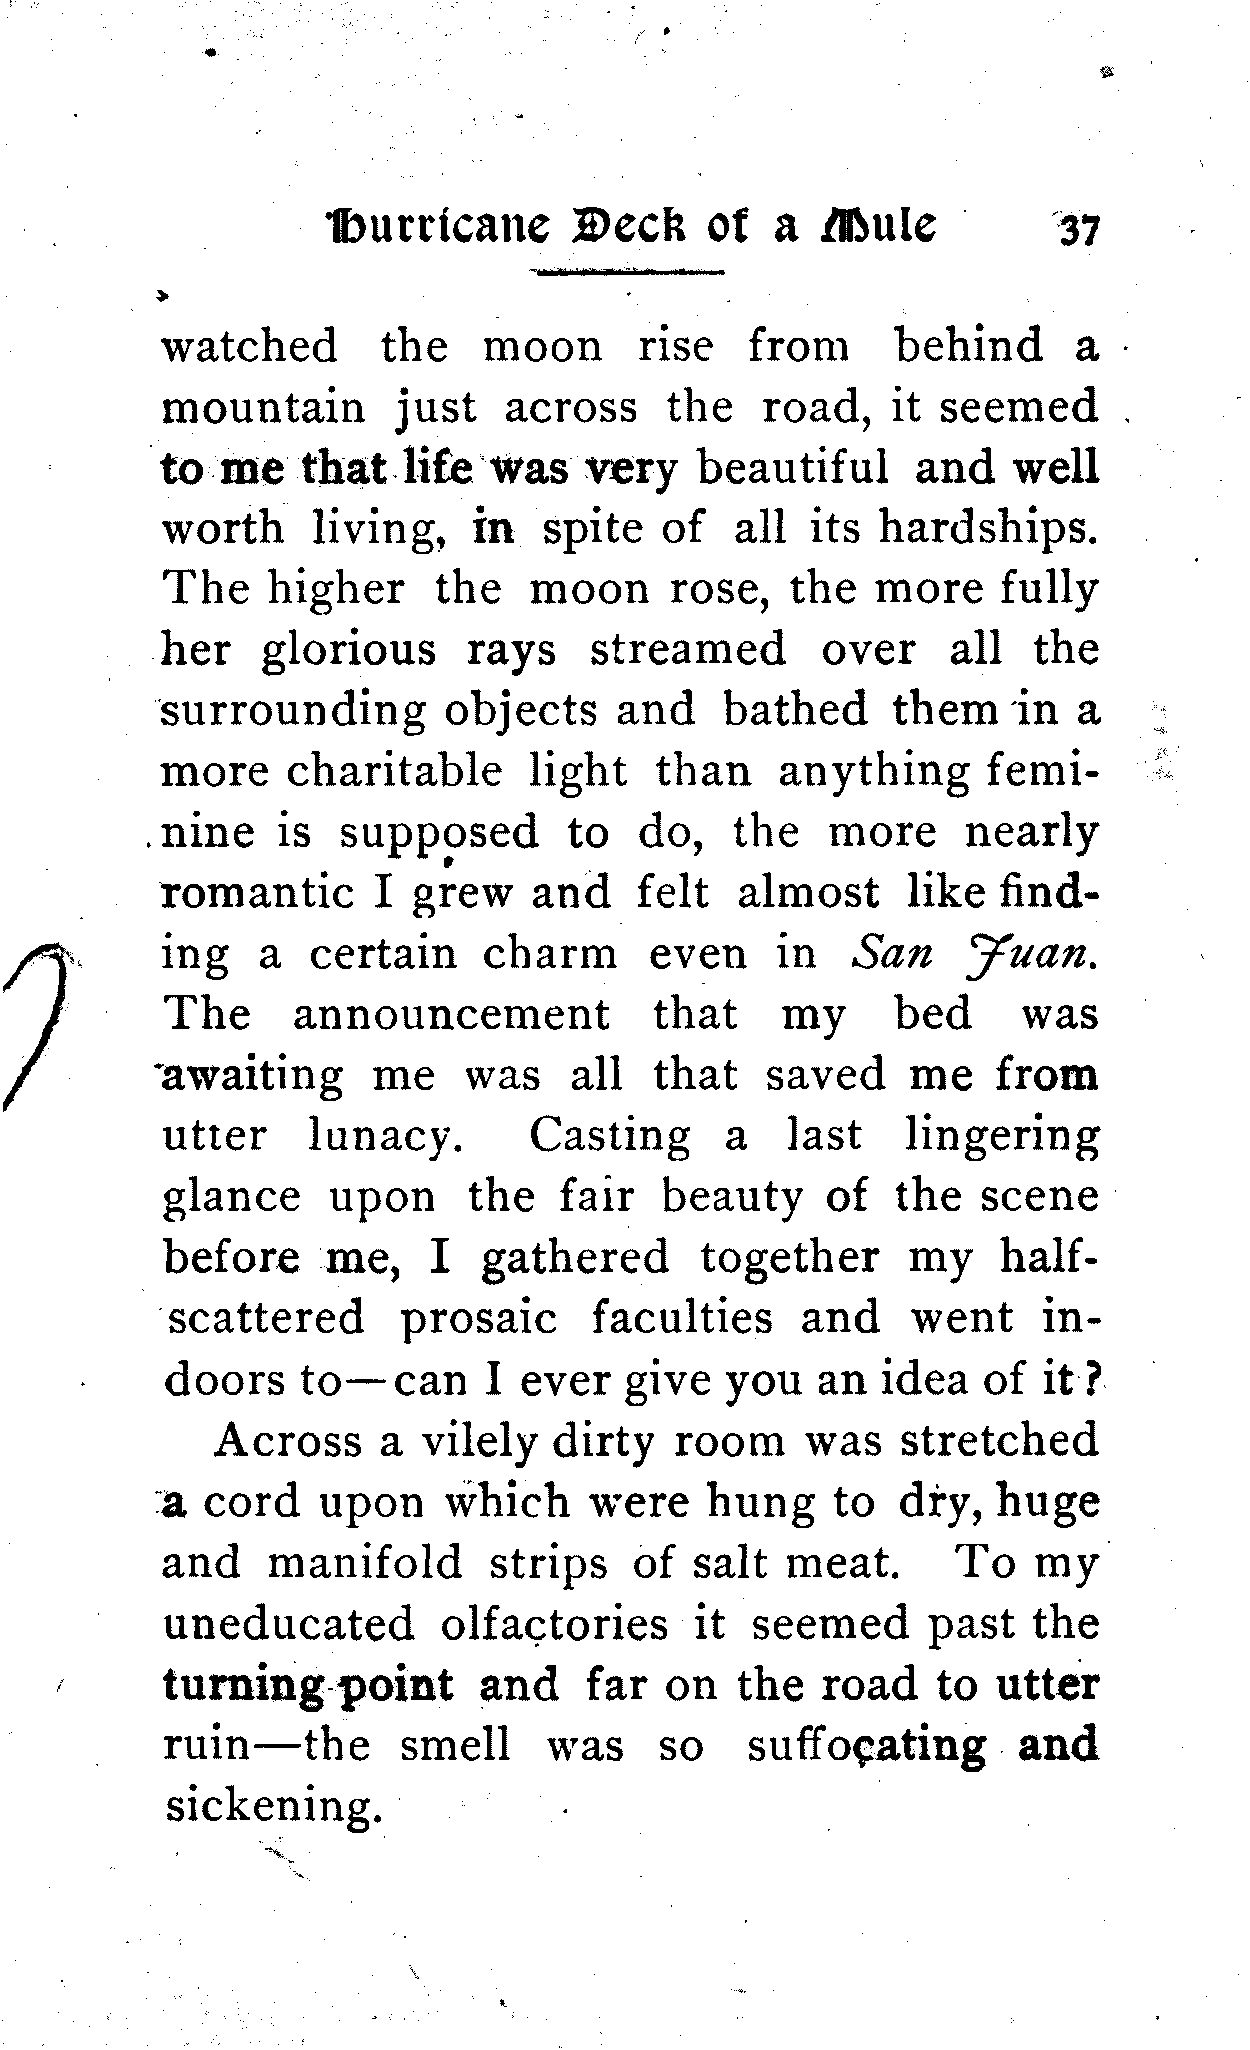 Hurricane Deck of a Mule 37
watched the moon rise from behind a
mountain just across the road, it seemed
to me that life was very beautiful and well
worth living, in spite of all its hardships.
The higher the moon rose, the more fully
her glorious rays streamed over all the
surrounding objects and bathed them in a
more charitable light than anything femi-
nine is supposed to do, the more nearly
romantic I grew and felt almost like find-
ing a certain charm even in San Juan.
The announcement that my bed was
awaiting me was all that saved me from
utter lunacy. Casting a last lingering
glance upon the fair beauty of the scene
before me, I gathered together my half-
scattered prosaic faculties and went in-
doors to—can I ever give you an idea of it?
Across a vilely dirty room was stretched
a cord upon which were hung to dry, huge
and manifold strips of salt meat. To my
uneducated olfactories it seemed past the
turning-point and far on the road to utter
ruin—the smell was so suffocating and
sickening.